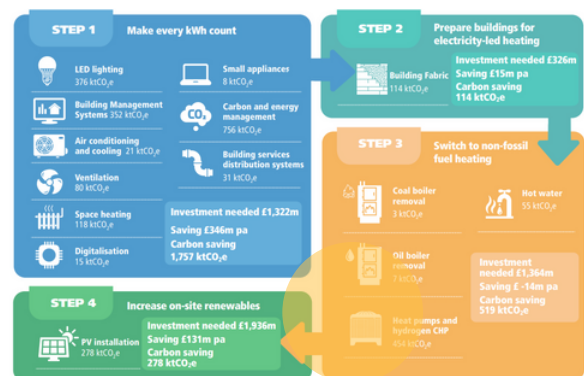 STEP 1
Make every kWh count
LED lighting
376 ktCO₂e
Building Management
Systems 352 ktCO₂e
Air conditioning
and cooling 21 ktCO₂e
Ventilation
80 ktCO₂e
Space heating
118 ktCO₂e
Digitalisation
15 ktCO₂e
Small appliances
8 ktCO₂e
CO₂
Carbon and energy
management
756 ktCO₂e
Building services
distribution systems
31 ktCO₂e
Investment needed £1,322m
Saving £346m pa
Carbon saving
1,757 ktCO₂e
STEP 2
Prepare buildings for
electricity-led heating
Building Fabric
114 ktCO₂e
Investment needed £326m
Saving £15m pa
Carbon saving
114 ktCO₂e
STEP 3
Switch to non-fossil
fuel heating
Coal boiler
removal
3 ktCO₂e
Oil boiler
removal
7 ktCO₂e
Heat pumps and
hydrogen CHP
454 ktCO₂e
Hot water
55 ktCO₂e
Investment
needed £1,364m
Saving £ -14m pa
Carbon saving
519 ktCO₂e
STEP 4
Increase on-site renewables
PV installation
278 ktCO₂e
Investment needed £1,936m
Saving £131m pa
Carbon saving
278 ktCO₂e